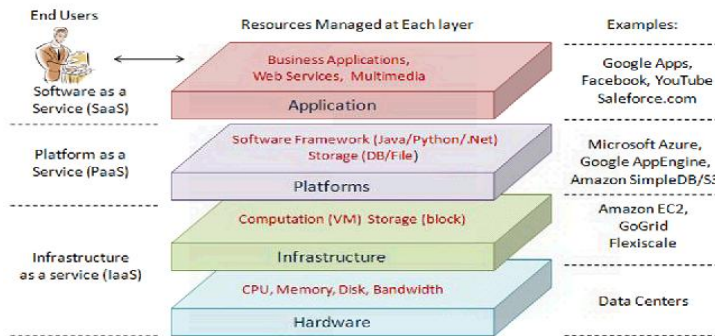 End Users
Resources Managed at Each layer
Examples:
Business Applications,
Web Services, Multimedia
Application
Software as a
Service (SaaS)
Google Apps,
Facebook, YouTube
Saleforce.com
Software Framework (Java/Python/.Net)
Storage (DB/File)
Platforms
Platform as a
Service (PaaS)
Microsoft Azure,
Google AppEngine,
Amazon SimpleDB/S3
Computation (VM) Storage (block)
Infrastructure
Amazon EC2,
GoGrid
Flexiscale
Infrastructure
as a service (IaaS)
CPU, Memory, Disk, Bandwidth
Hardware
Data Centers